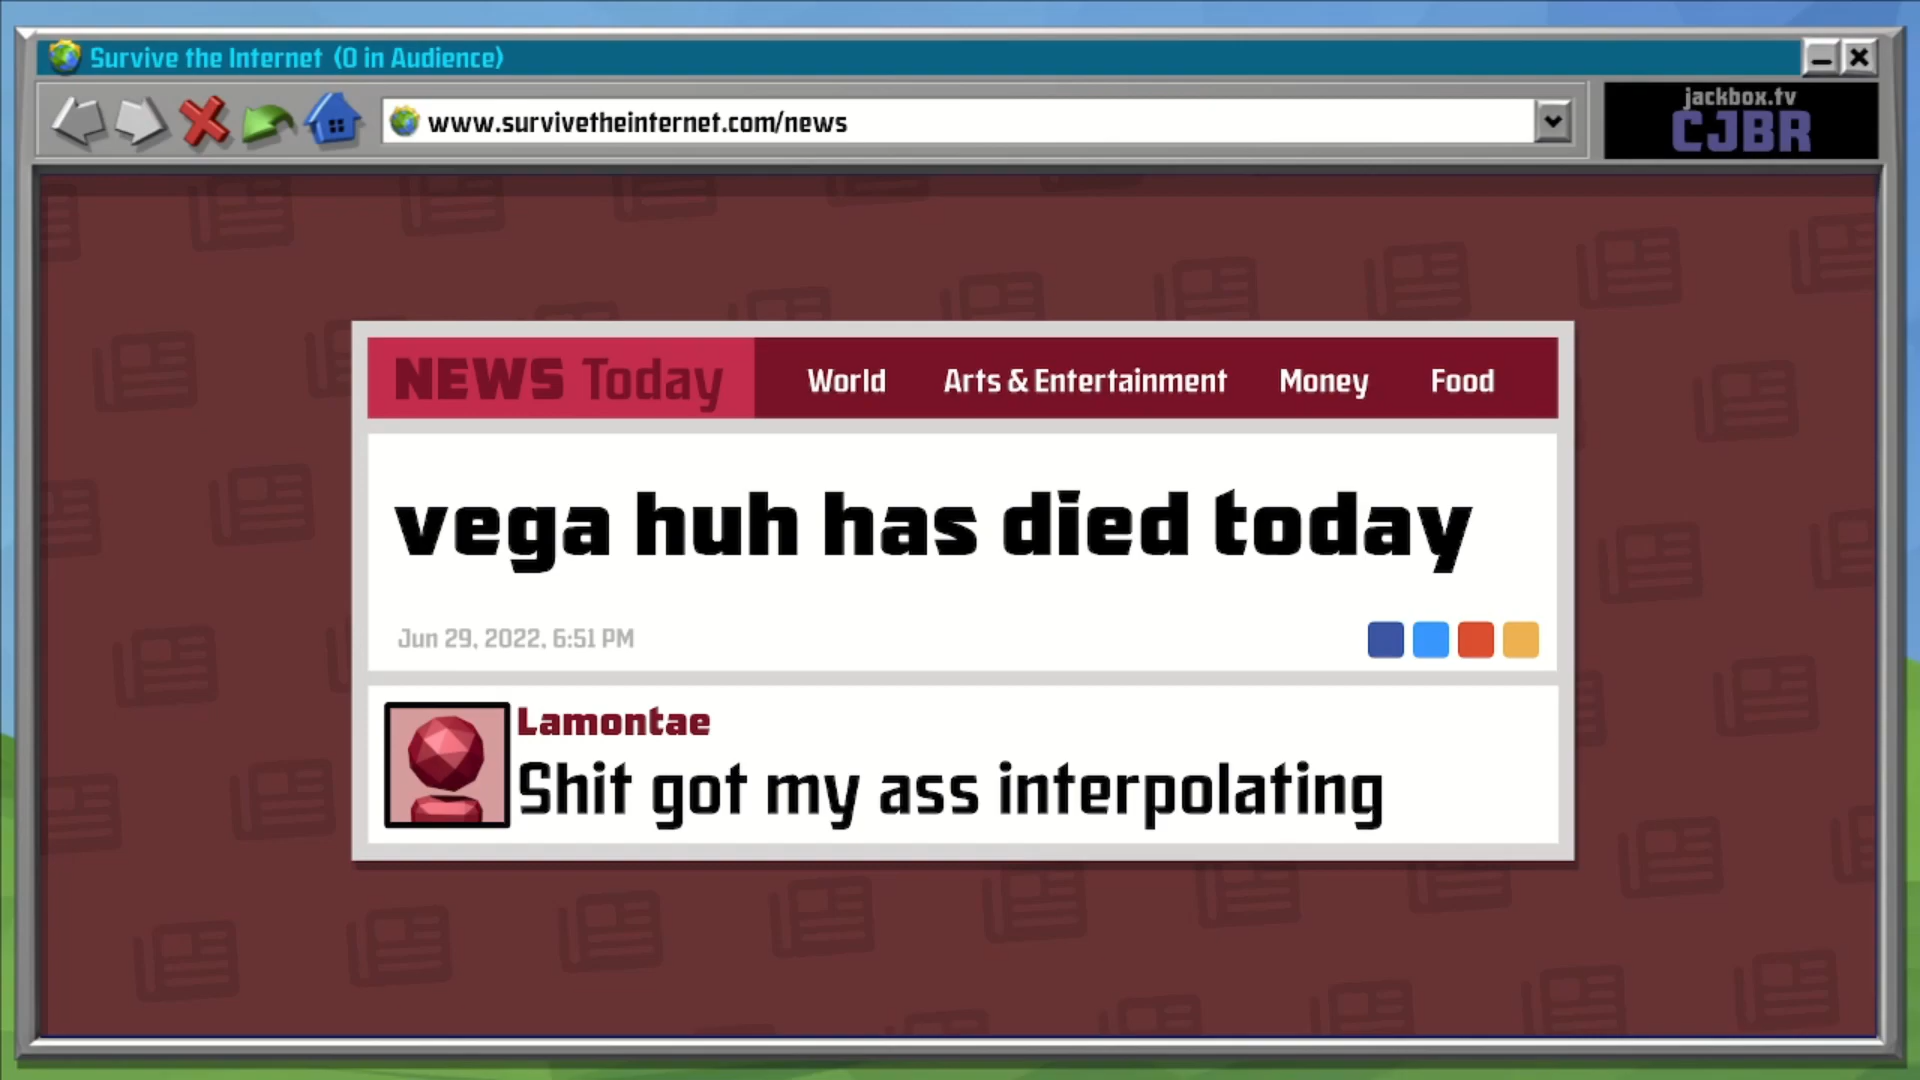 Survive the Internet (0 in Audience)
www.survivetheinternet.com/news
jackbox.tv
CJBR
NEWS Today
World
Arts & Entertainment
Money
Food
vega huh has died today
Jun 29, 2022, 6:51 PM
Lamontae
Shit got my ass interpolating